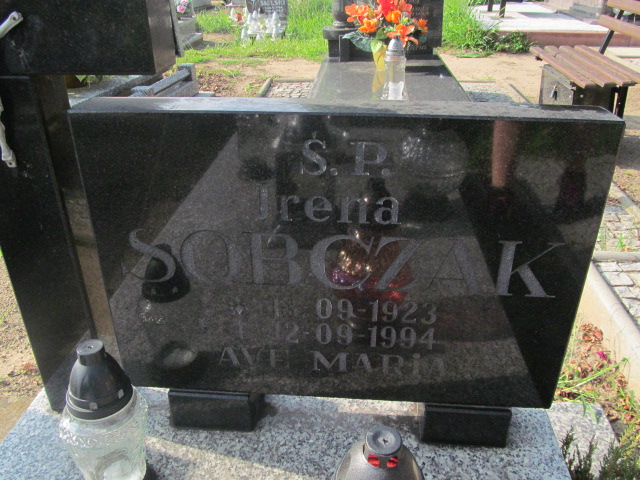 Ś.P.
Irena
SOBCZAK
09-1923
12-09-1994
AVE MARIA